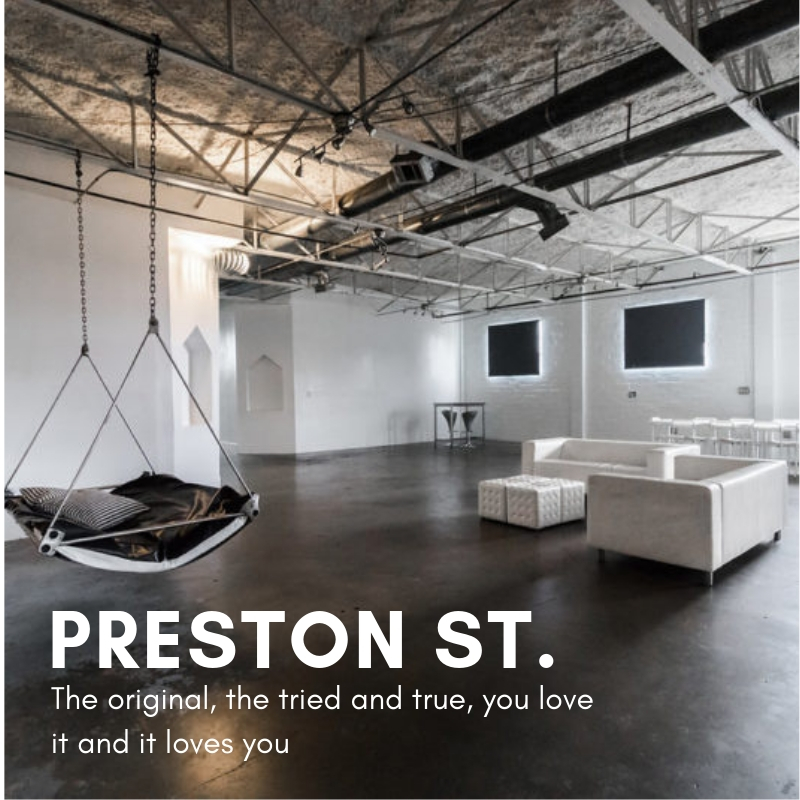 PRESTON ST.
The original, the tried and true, you love
it and it loves you